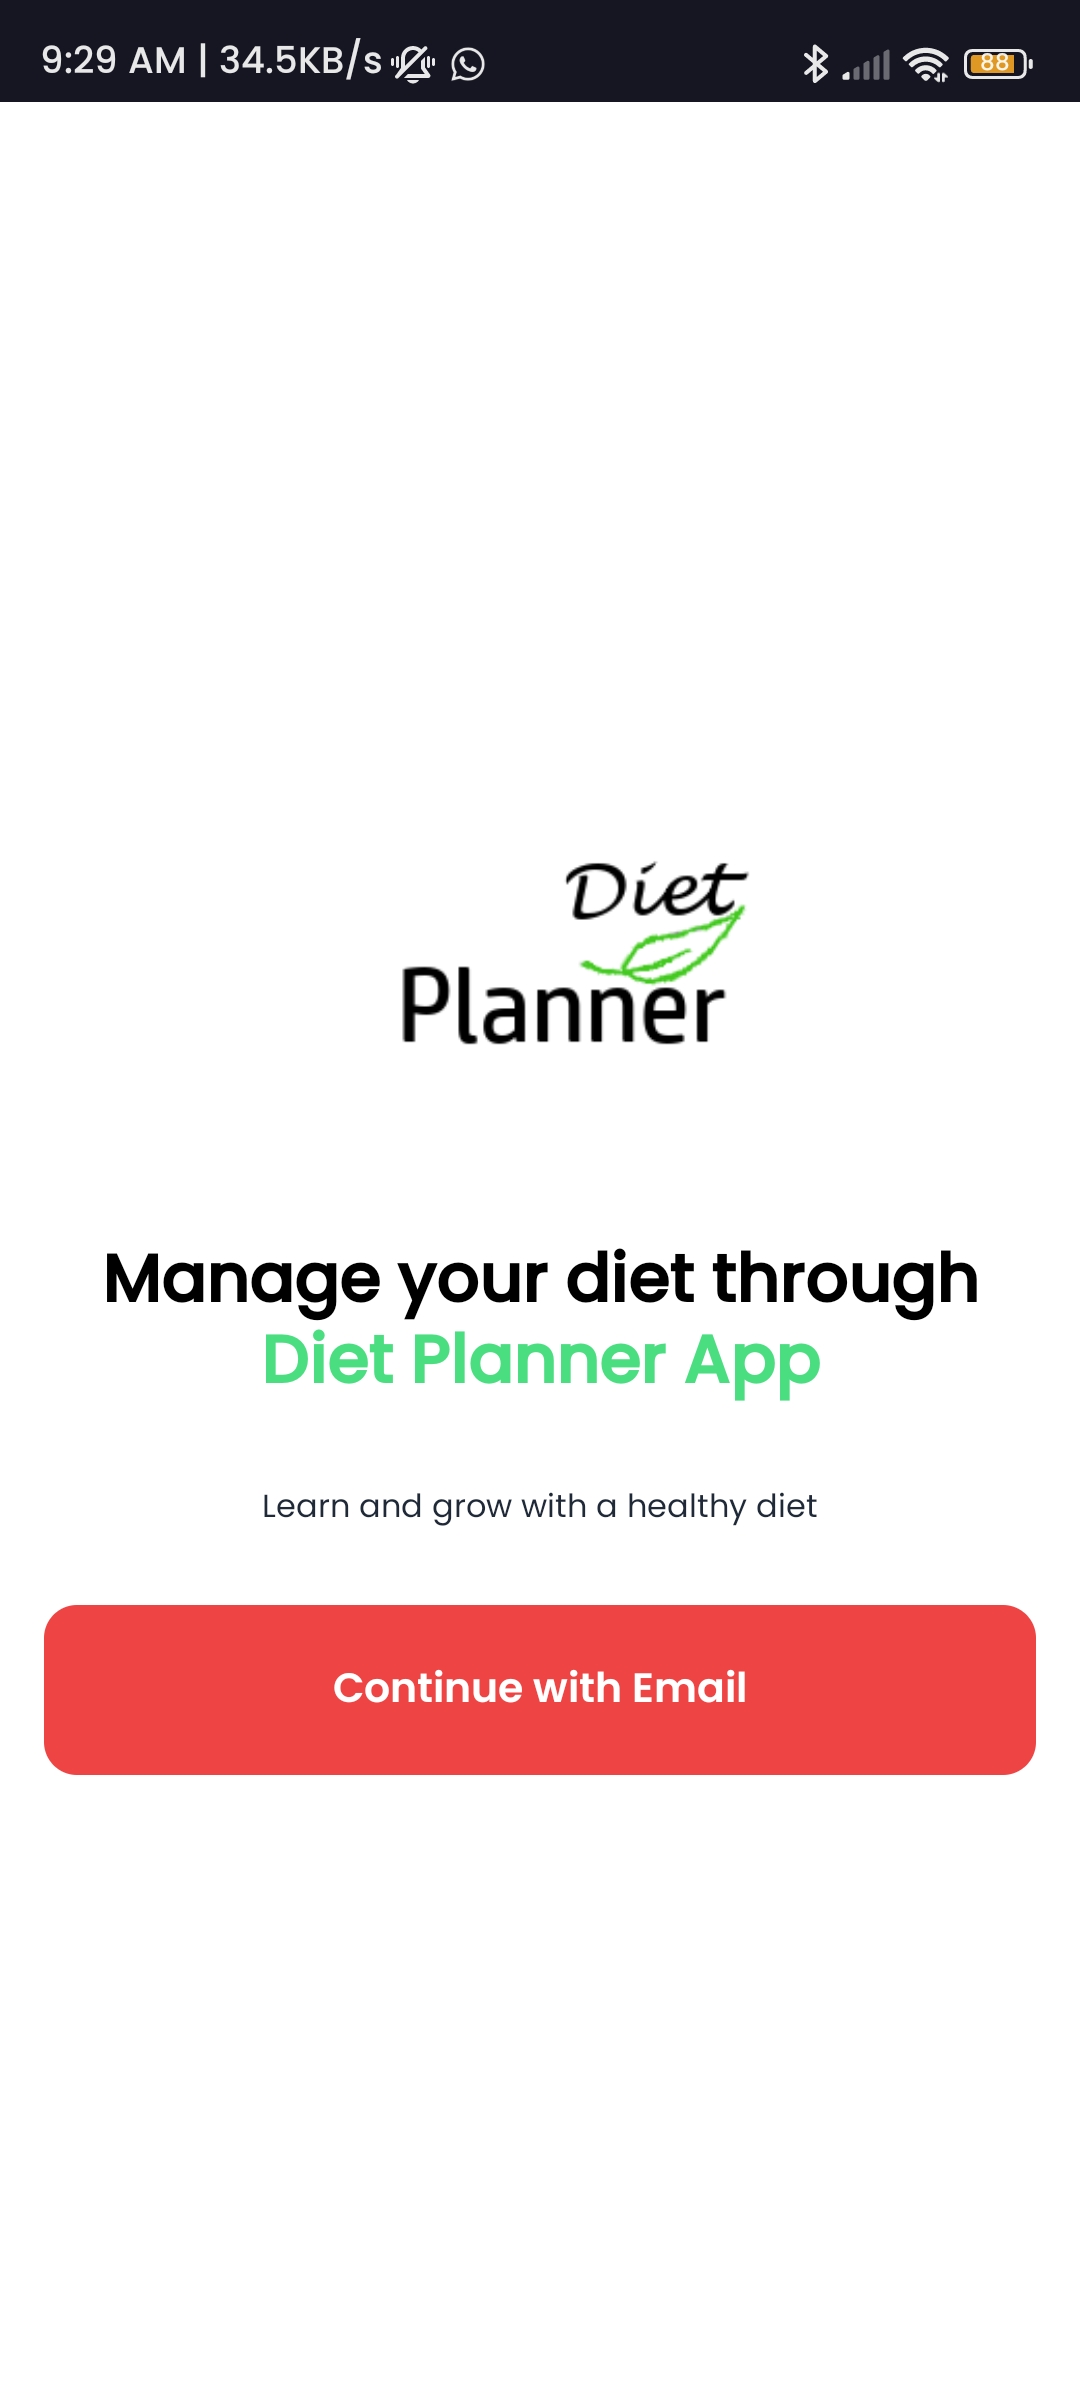 9:29 AM | 34.5KB/s 88
Diet
Planner
Manage your diet through
Diet Planner App
Learn and grow with a healthy diet
Continue with Email